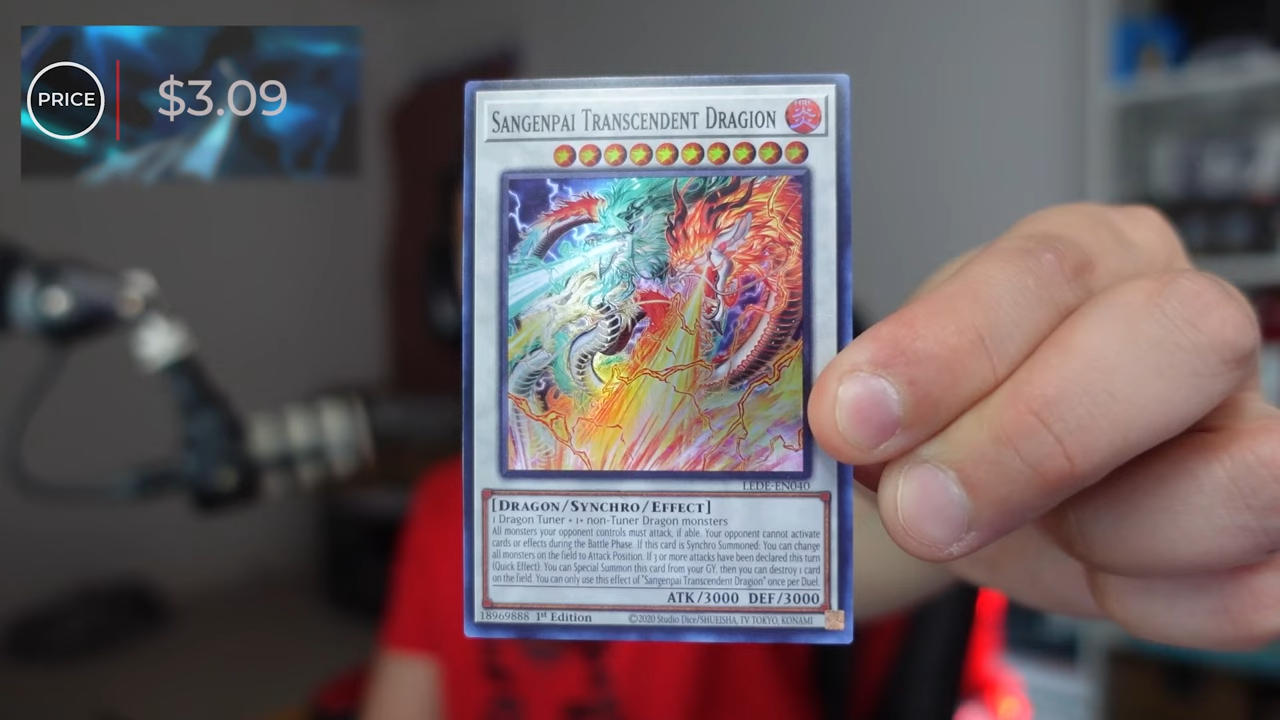 PRICE
$3.09
SANGENPAI TRANSCENDENT DRAGION
炎
LEDE-EN040
[DRAGON/SYNCHRO/EFFECT]
1 Dragon Tuner + 1+ non-Tuner Dragon monsters
All monsters your opponent controls must attack, if able. Your opponent cannot activate
cards or effects during the Battle Phase. If this card is Synchro Summoned: You can change
all monsters on the field to Attack Position. If 3 or more attacks have been declared this turn
(Quick Effect): You can Special Summon this card from your GY, then you can destroy 1 card
on the field. You can only use this effect of "Sangenpai Transcendent Dragion" once per Duel.
ATK/3000 DEF/3000
18969888 1st Edition
©2020 Studio Dice/SHUEISHA, TV TOKYO, KONAMI